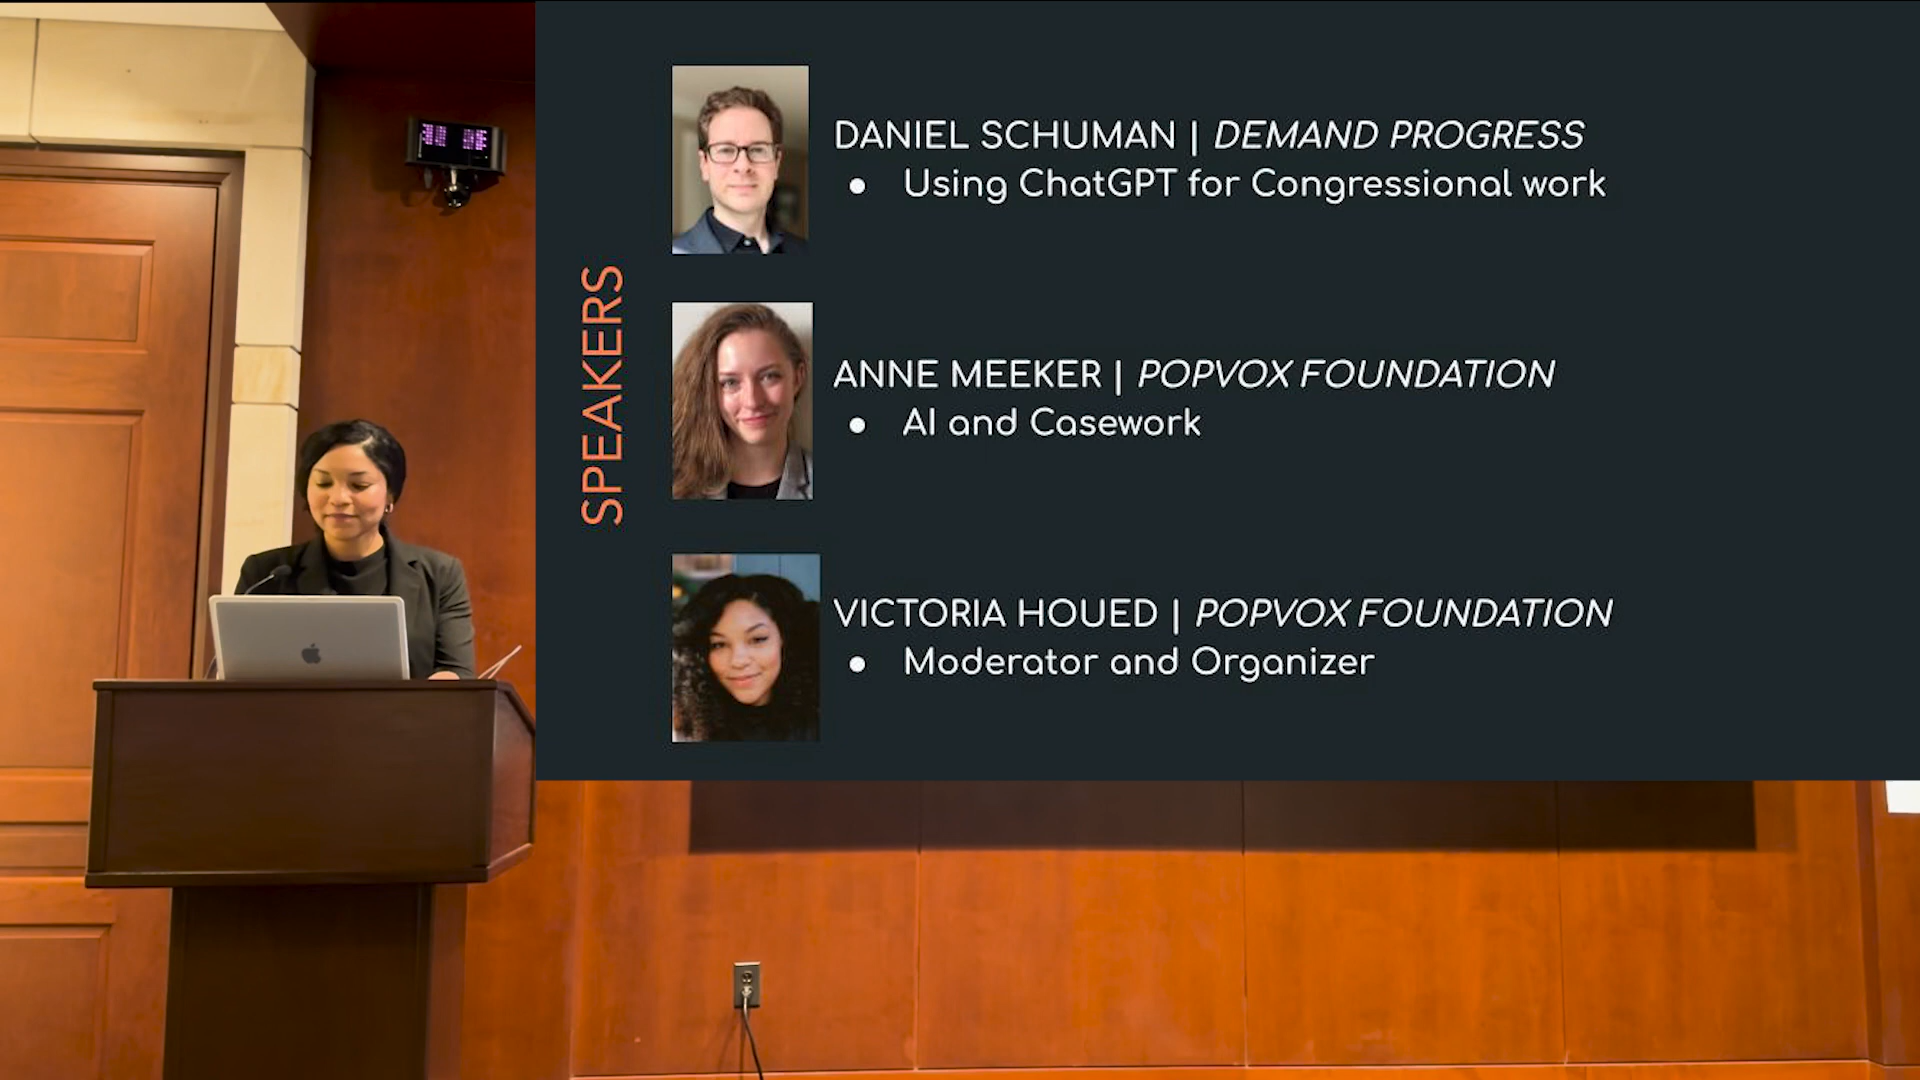 SPEAKERS
DANIEL SCHUMAN | DEMAND PROGRESS
● Using ChatGPT for Congressional work
ANNE MEEKER | POPVOX FOUNDATION
● AI and Casework
VICTORIA HOUED | POPVOX FOUNDATION
● Moderator and Organizer